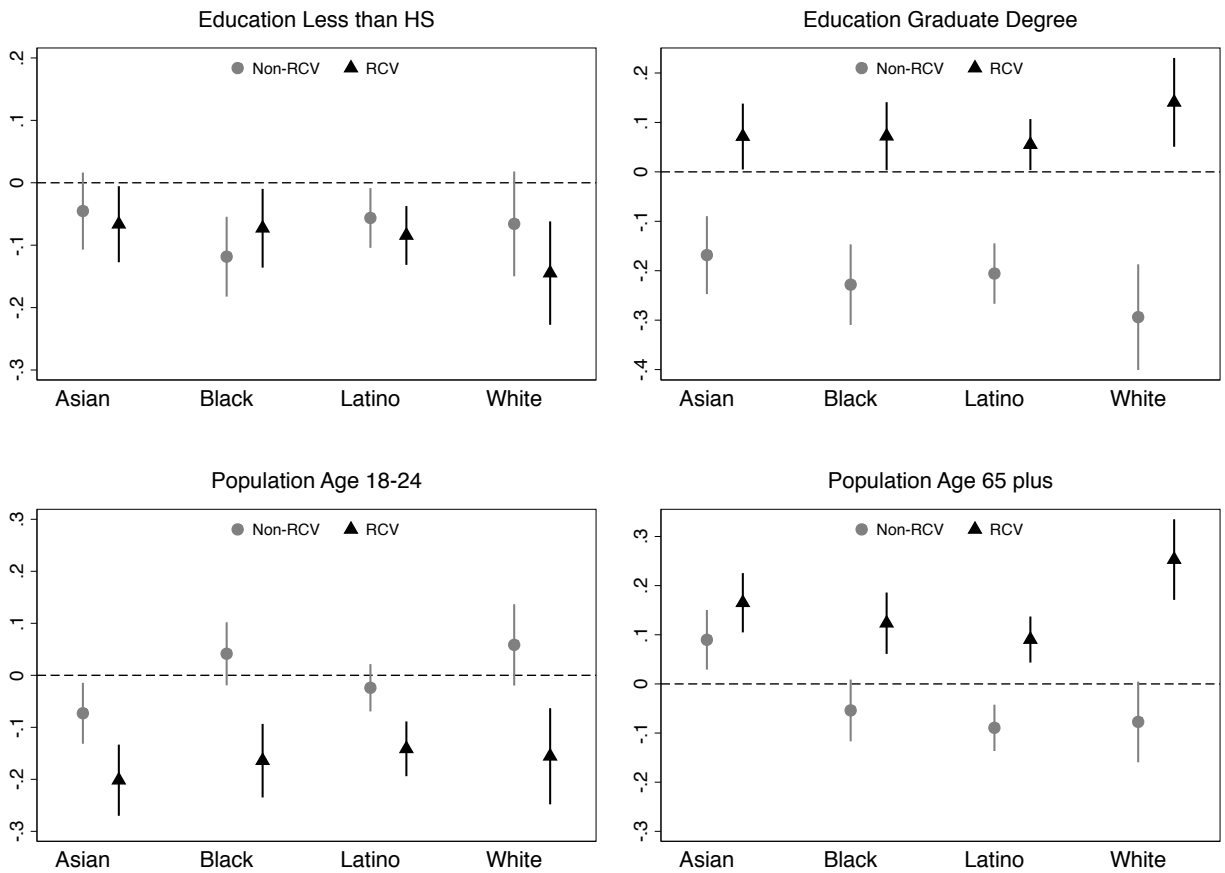 Education Less than HS
Non-RCV RCV
.2
.1
0
-.1
-.2
-.3
Asian Black Latino White
Education Graduate Degree
Non-RCV RCV
.2
.1
0
-.1
-.2
-.3
-.4
Asian Black Latino White
Population Age 18-24
Non-RCV RCV
.3
.2
.1
0
-.1
-.2
-.3
Asian Black Latino White
Population Age 65 plus
Non-RCV RCV
.3
.2
.1
0
-.1
-.2
-.3
Asian Black Latino White